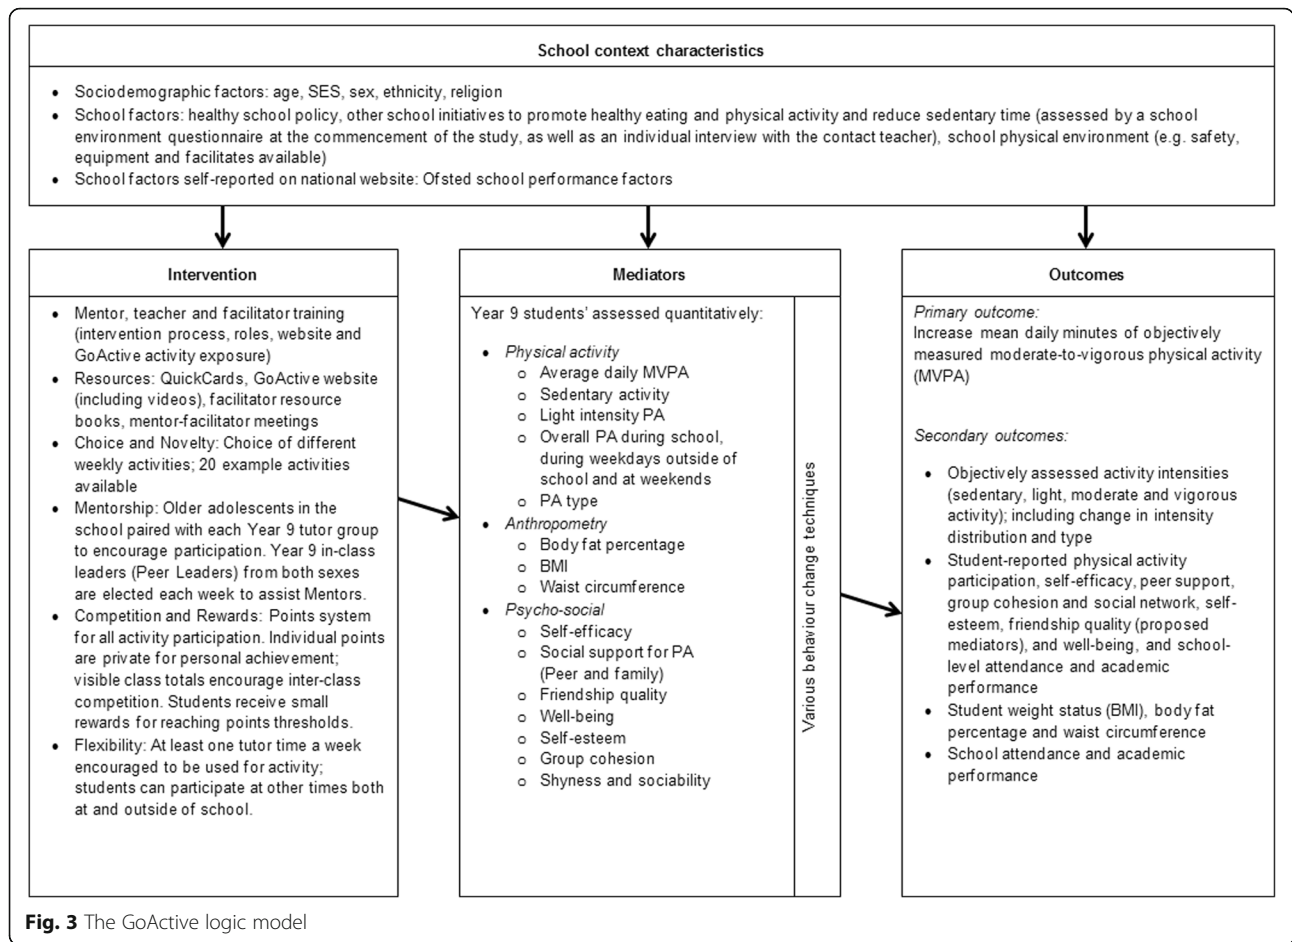 School context characteristics
• Sociodemographic factors: age, SES, sex, ethnicity, religion
• School factors: healthy school policy, other school initiatives to promote healthy eating and physical activity and reduce sedentary time (assessed by a school
environment questionnaire at the commencement of the study, as well as an individual interview with the contact teacher), school physical environment (e.g. safety,
equipment and facilitates available)
• School factors self-reported on national website: Ofsted school performance factors
Intervention
• Mentor, teacher and facilitator training
(intervention process, roles, website and
GoActive activity exposure)
• Resources: QuickCards, GoActive website
(including videos), facilitator resource
books, mentor-facilitator meetings
• Choice and Novelty: Choice of different
weekly activities; 20 example activities
available
• Mentorship: Older adolescents in the
school paired with each Year 9 tutor group
to encourage participation. Year 9 in-class
leaders (Peer Leaders) from both sexes
are elected each week to assist Mentors.
• Competition and Rewards: Points system
for all activity participation. Individual points
are private for personal achievement;
visible class totals encourage inter-class
competition. Students receive small
rewards for reaching points thresholds.
• Flexibility: At least one tutor time a week
encouraged to be used for activity;
students can participate at other times both
at and outside of school.
Mediators
Year 9 students' assessed quantitatively:
• Physical activity
o Average daily MVPA
o Sedentary activity
o Light intensity PA
o Overall PA during school,
during weekdays outside of
school and at weekends
o PA type
• Anthropometry
o Body fat percentage
o BMI
o Waist circumference
• Psycho-social
o Self-efficacy
o Social support for PA
(Peer and family)
o Friendship quality
o Well-being
o Self-esteem
o Group cohesion
o Shyness and sociability
Various behaviour change techniques
Outcomes
Primary outcome:
Increase mean daily minutes of objectively
measured moderate-to-vigorous physical activity
(MVPA)
Secondary outcomes:
• Objectively assessed activity intensities
(sedentary, light, moderate and vigorous
activity); including change in intensity
distribution and type
• Student-reported physical activity
participation, self-efficacy, peer support,
group cohesion and social network, self-
esteem, friendship quality (proposed
mediators), and well-being, and school-
level attendance and academic
performance
• Student weight status (BMI), body fat
percentage and waist circumference
• School attendance and academic
performance
Fig. 3 The GoActive logic model